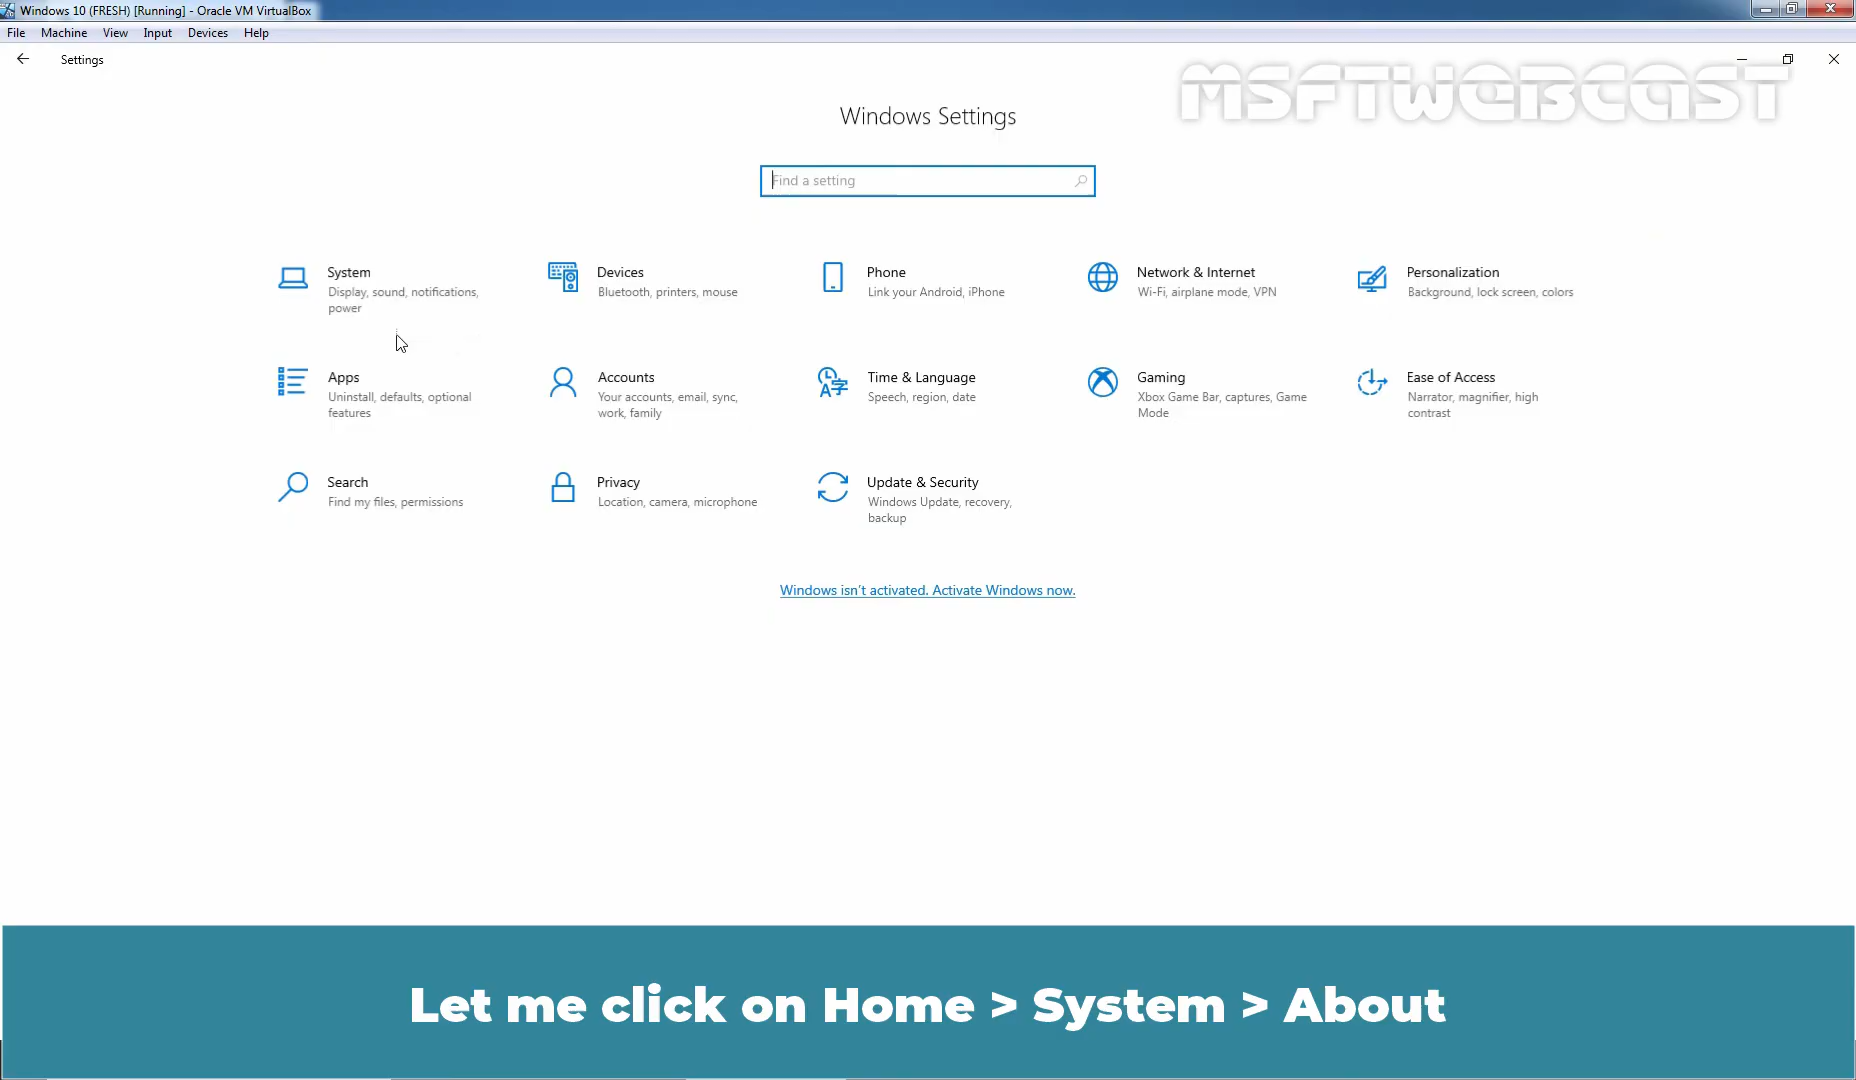 Windows 10 (FRESH) [Running] - Oracle VM VirtualBox
File Machine View Input Devices Help
Settings
MSFTWEBCAST
Windows Settings
Find a setting
System
Display, sound, notifications,
power
Devices
Bluetooth, printers, mouse
Phone
Link your Android, iPhone
Network & Internet
Wi-Fi, airplane mode, VPN
Personalization
Background, lock screen, colors
Apps
Uninstall, defaults, optional
features
Accounts
Your accounts, email, sync,
work, family
Time & Language
Speech, region, date
Gaming
Xbox Game Bar, captures, Game
Mode
Ease of Access
Narrator, magnifier, high
contrast
Search
Find my files, permissions
Privacy
Location, camera, microphone
Update & Security
Windows Update, recovery,
backup
Windows isn't activated. Activate Windows now.
Let me click on Home > System > About